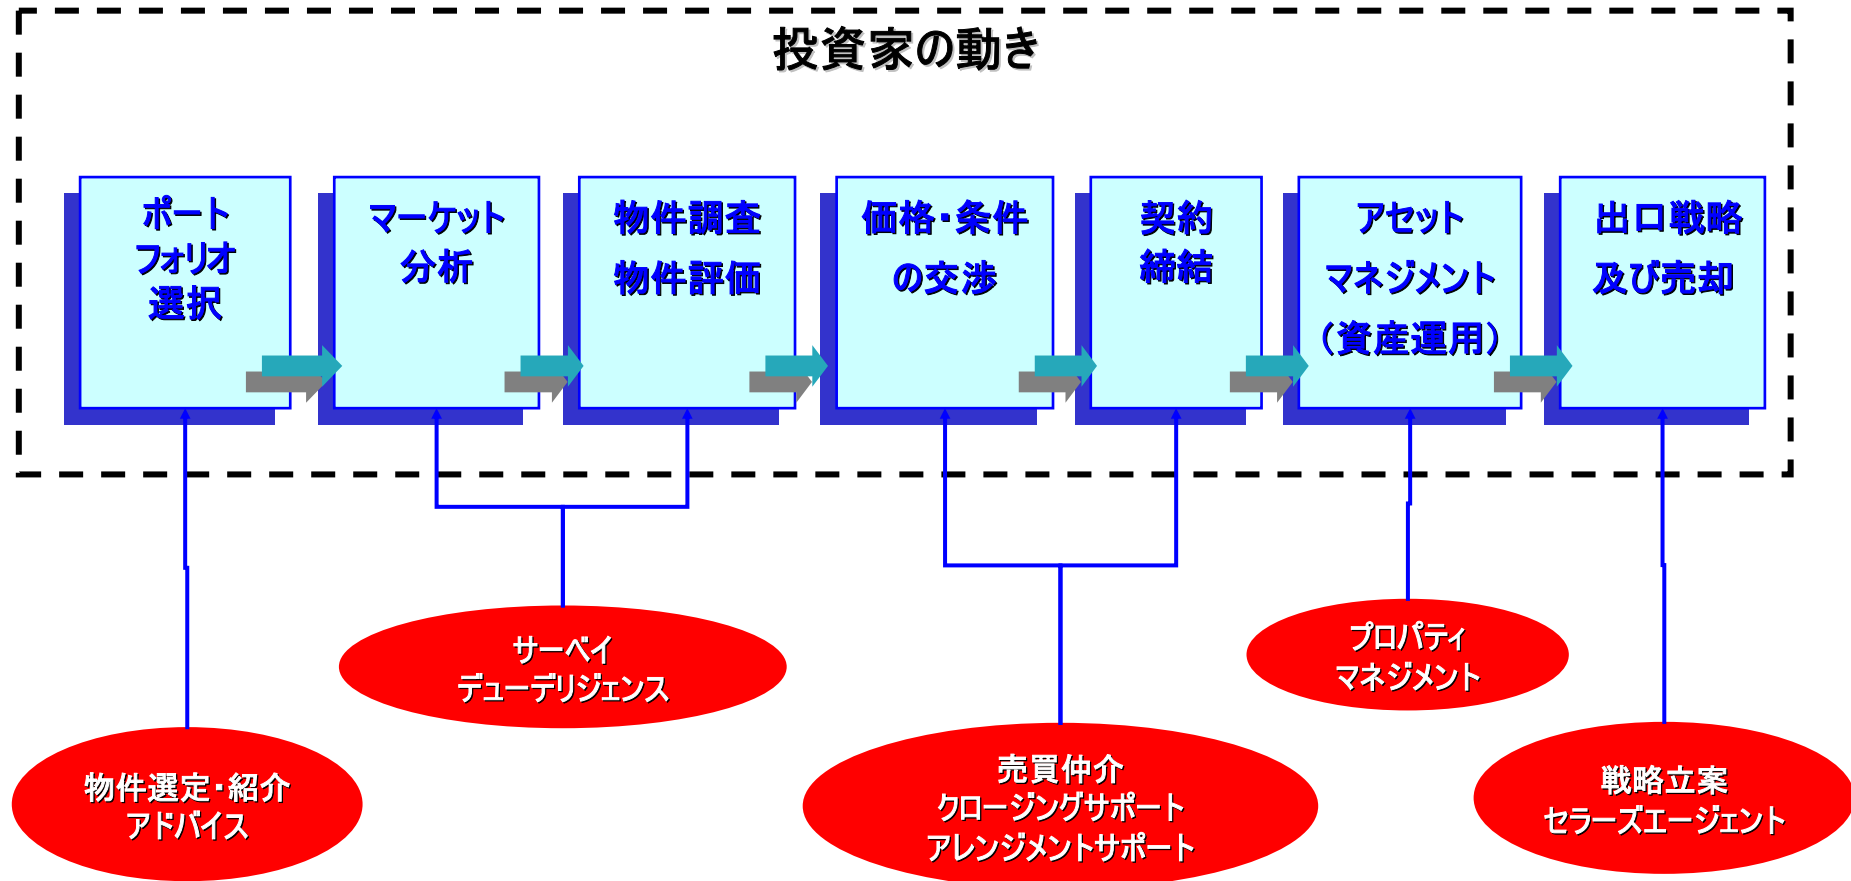 投資家の動き
ポート
フォリオ
選択
マーケット
分析
物件調査
物件評価
価格・条件
の交渉
契約
締結
アセット
マネジメント
（資産運用）
出口戦略
及び売却
サーベイ
デューデリジェンス
プロパティ
マネジメント
物件選定・紹介
アドバイス
売買仲介
クロージングサポート
アレンジメントサポート
戦略立案
セラーズエージェント